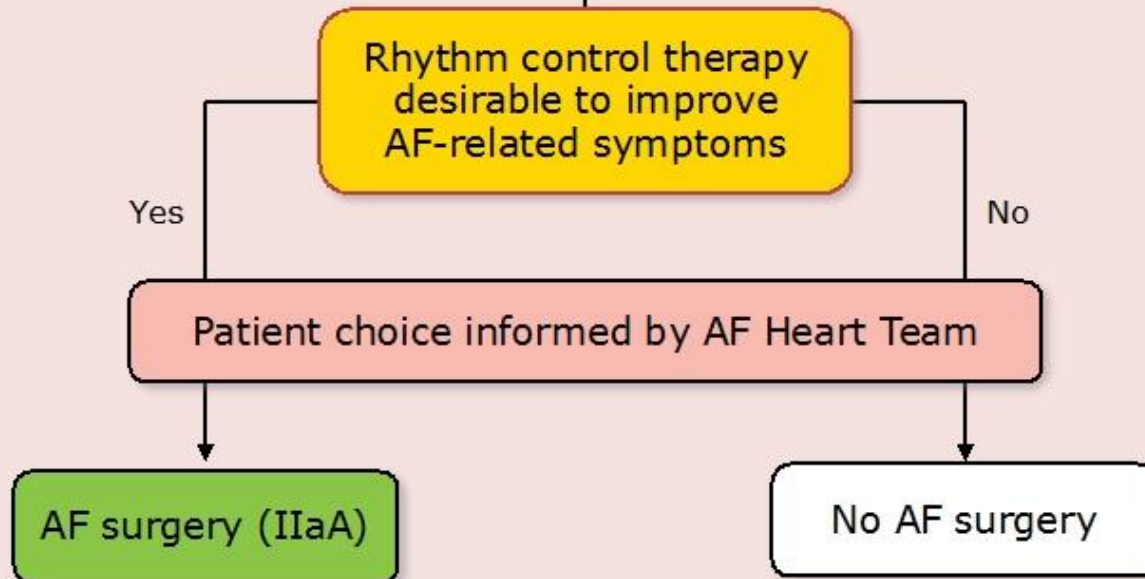 Rhythm control therapy
desirable to improve
AF-related symptoms
Yes
No
Patient choice informed by AF Heart Team
AF surgery (IIaA)
No AF surgery